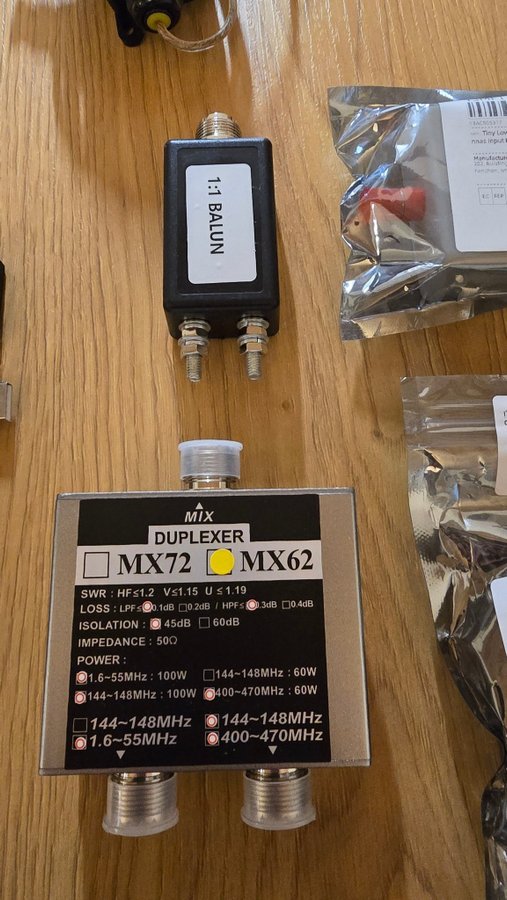 1:1 BALUN
Tiny
Manufactur
MIX
DUPLEXER
MX72 MX62
SWR : HF≤1.2 V≤1.15 U ≤ 1.19
LOSS : LPF≤ 0.1dB 0.2dB / HPF≤ 0.3dB 0.4dB
ISOLATION : 45dB 60dB
IMPEDANCE : 50Ω
POWER :
1.6~55MHz : 100W 144~148MHz : 60W
144~148MHz : 100W 400~470MHz : 60W
144~148MHz 144~148MHz
1.6~55MHz 400~470MHz